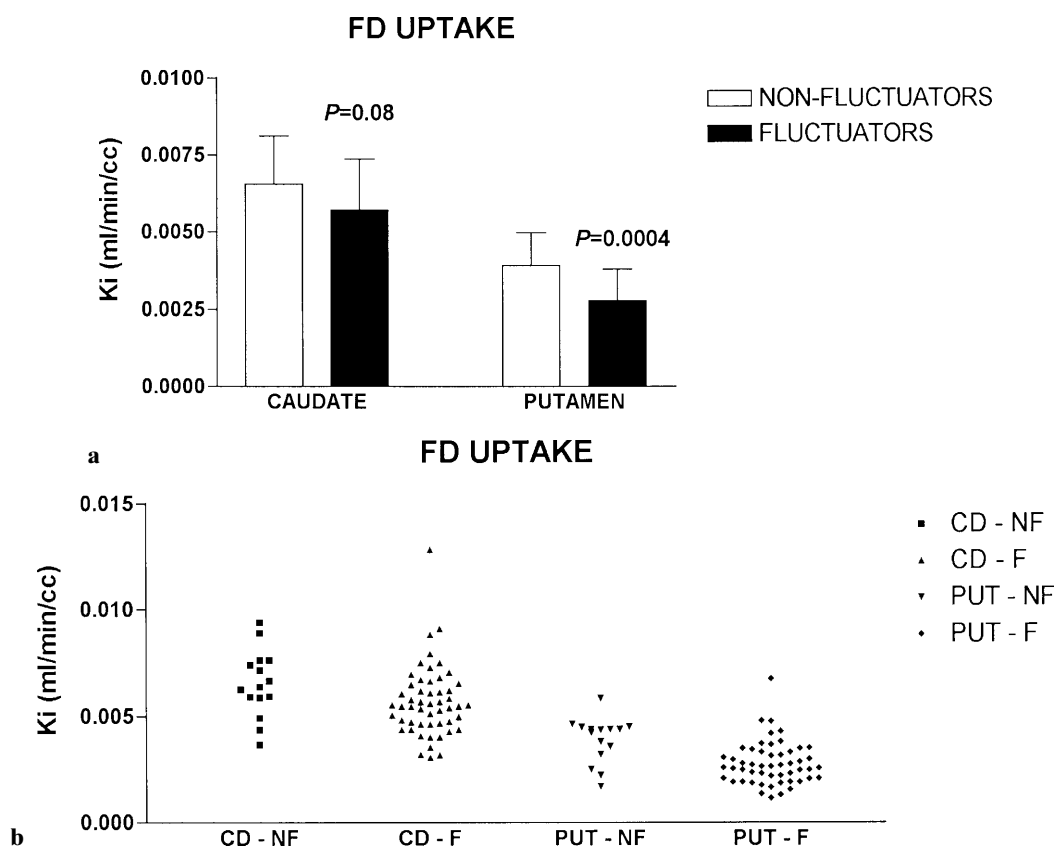 FD UPTAKE
0.0100
0.0075
0.0050
0.0025
0.0000
Ki (ml/min/cc)
P=0.08
P=0.0004
NON-FLUCTUATORS
FLUCTUATORS
CAUDATE
PUTAMEN
a
FD UPTAKE
0.015
0.010
0.005
0.000
Ki (ml/min/cc)
CD - NF
CD - F
PUT - NF
PUT - F
b
CD - NF
CD - F
PUT - NF
PUT - F